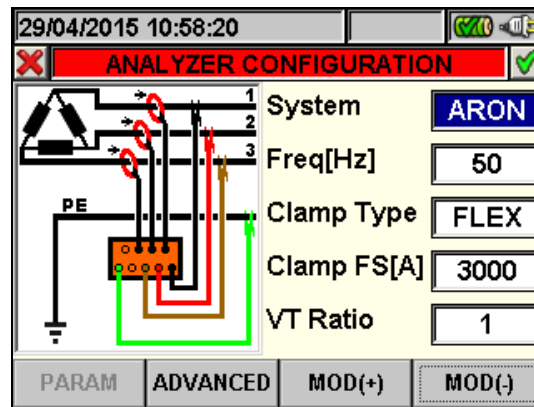 29/04/2015 10:58:20
ANALYZER CONFIGURATION
1
2
3
PE
System ARON
Freq[Hz] 50
Clamp Type FLEX
Clamp FS[A] 3000
VT Ratio 1
PARAM ADVANCED MOD(+) MOD(-)